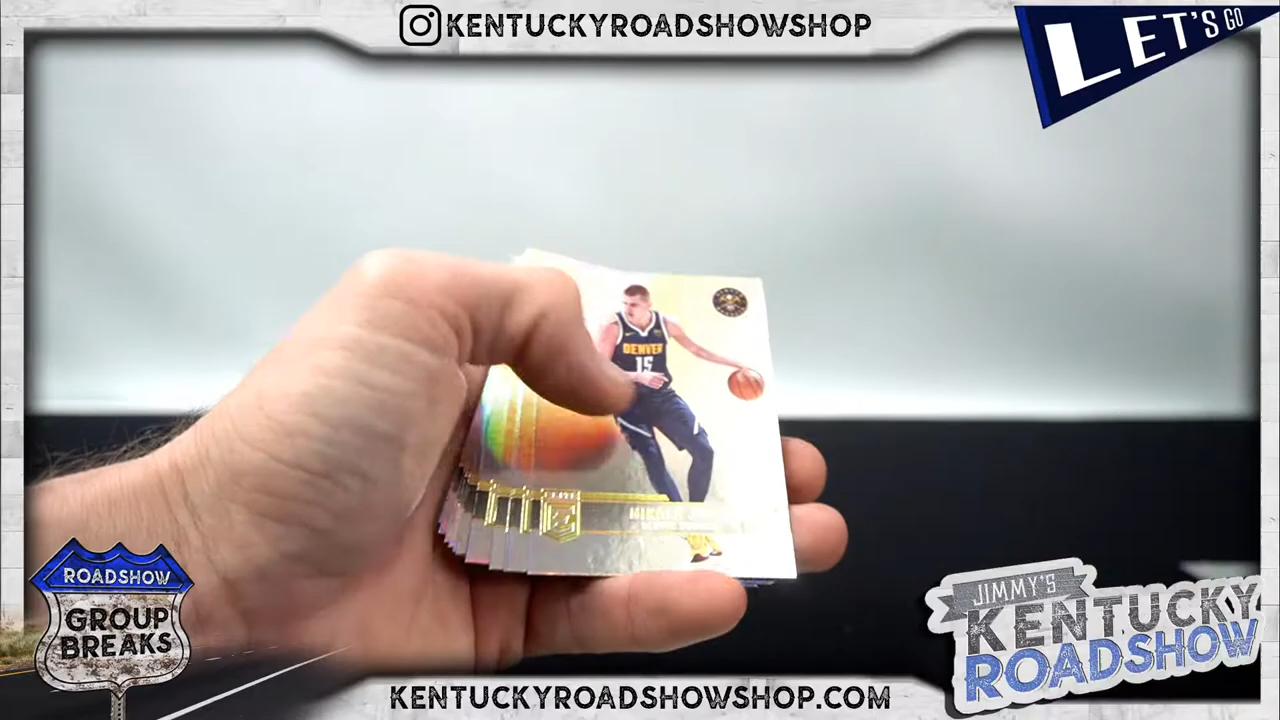 KENTUCKYROADSHOWSHOP
LET'S GO
DENVER
15
ROADSHOW
GROUP
BREAKS
JIMMY'S
KENTUCKY
ROADSHOW
KENTUCKYROADSHOWSHOP.COM